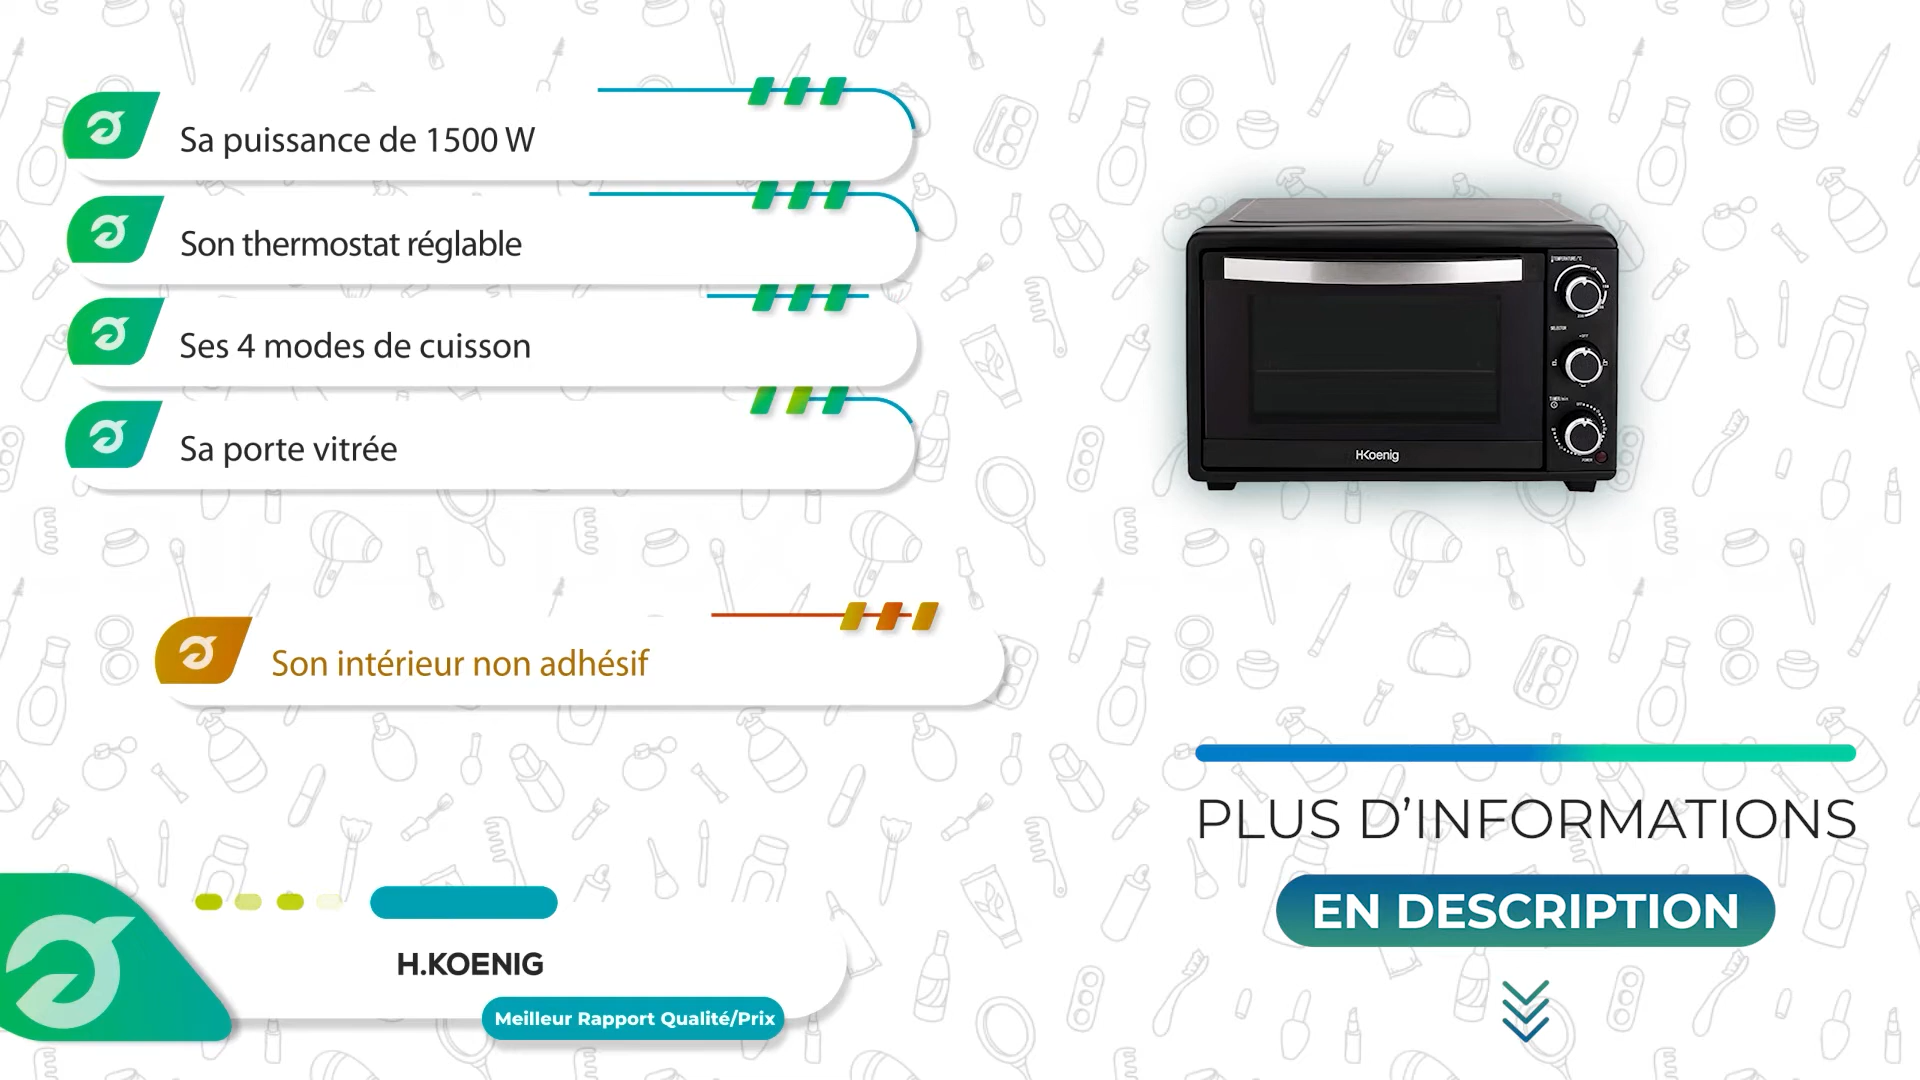 Sa puissance de 1500 W
Son thermostat réglable
Ses 4 modes de cuisson
Sa porte vitrée
Son intérieur non adhésif
H.KOENIG
Meilleur Rapport Qualité/Prix
HKoenig
PLUS D'INFORMATIONS
EN DESCRIPTION